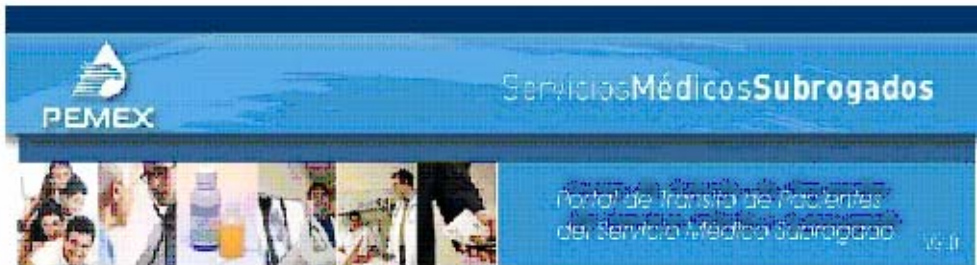 PEMEX
ServiciosMédicosSubrogados
Portal de Tránsito de Pacientes
del Servicio Médico Subrogado